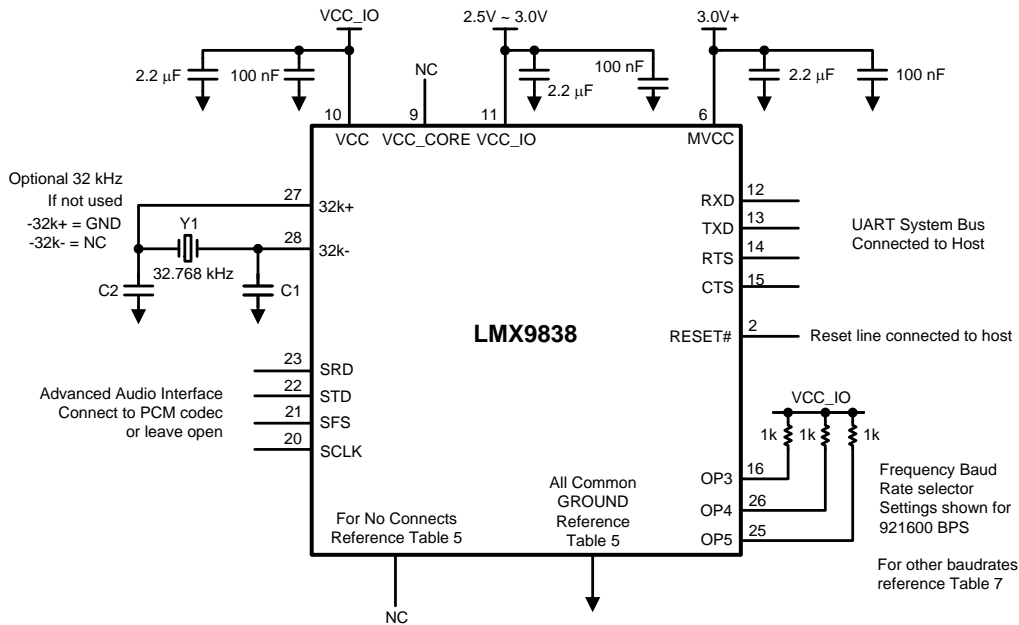 VCC_IO
2.5V ~ 3.0V
3.0V+
2.2 µF
100 nF
NC
2.2 µF
100 nF
2.2 µF
100 nF
10
9
11
6
VCC
VCC_CORE
VCC_IO
MVCC
Optional 32 kHz
If not used
-32k+ = GND
-32k- = NC
27
32k+
Y1
28
32k-
32.768 kHz
C2
C1
RXD
12
TXD
13
RTS
14
CTS
15
UART System Bus
Connected to Host
LMX9838
RESET#
2
Reset line connected to host
Advanced Audio Interface
Connect to PCM codec
or leave open
23
SRD
22
STD
21
SFS
20
SCLK
VCC_IO
1k
1k
1k
OP3
16
OP4
26
OP5
25
Frequency Baud
Rate selector
Settings shown for
921600 BPS
For other baudrates
reference Table 7
For No Connects
Reference Table 5
All Common
GROUND
Reference
Table 5
NC